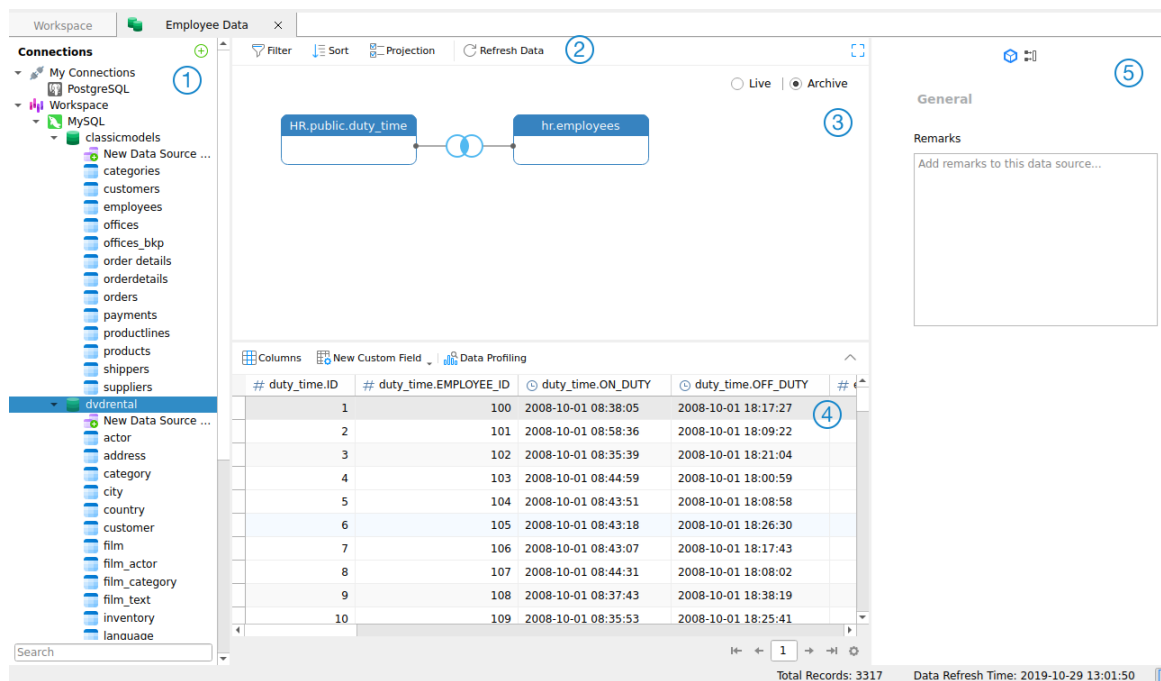 Workspace
Employee Data
Connections
1
My Connections
PostgreSQL
Workspace
MySQL
classicmodels
New Data Source ...
categories
customers
employees
offices
offices_bkp
order details
orderdetails
orders
payments
productlines
products
shippers
suppliers
dvdrental
New Data Source ...
actor
address
category
city
country
customer
film
film_actor
film_category
film_text
inventory
language
Search
Filter Sort Projection Refresh Data 2
Live Archive
3
HR.public.duty_time hr.employees
Columns New Custom Field Data Profiling
# duty_time.ID # duty_time.EMPLOYEE_ID duty_time.ON_DUTY duty_time.OFF_DUTY #
1 100 2008-10-01 08:38:05 2008-10-01 18:17:27
4
2 101 2008-10-01 08:58:36 2008-10-01 18:09:22
3 102 2008-10-01 08:35:39 2008-10-01 18:21:04
4 103 2008-10-01 08:44:59 2008-10-01 18:00:59
5 104 2008-10-01 08:43:51 2008-10-01 18:08:58
6 105 2008-10-01 08:43:18 2008-10-01 18:26:30
7 106 2008-10-01 08:43:07 2008-10-01 18:17:43
8 107 2008-10-01 08:44:31 2008-10-01 18:08:02
9 108 2008-10-01 08:37:43 2008-10-01 18:38:19
10 109 2008-10-01 08:35:53 2008-10-01 18:25:41
1
5
General
Remarks
Add remarks to this data source...
Total Records: 3317 Data Refresh Time: 2019-10-29 13:01:50